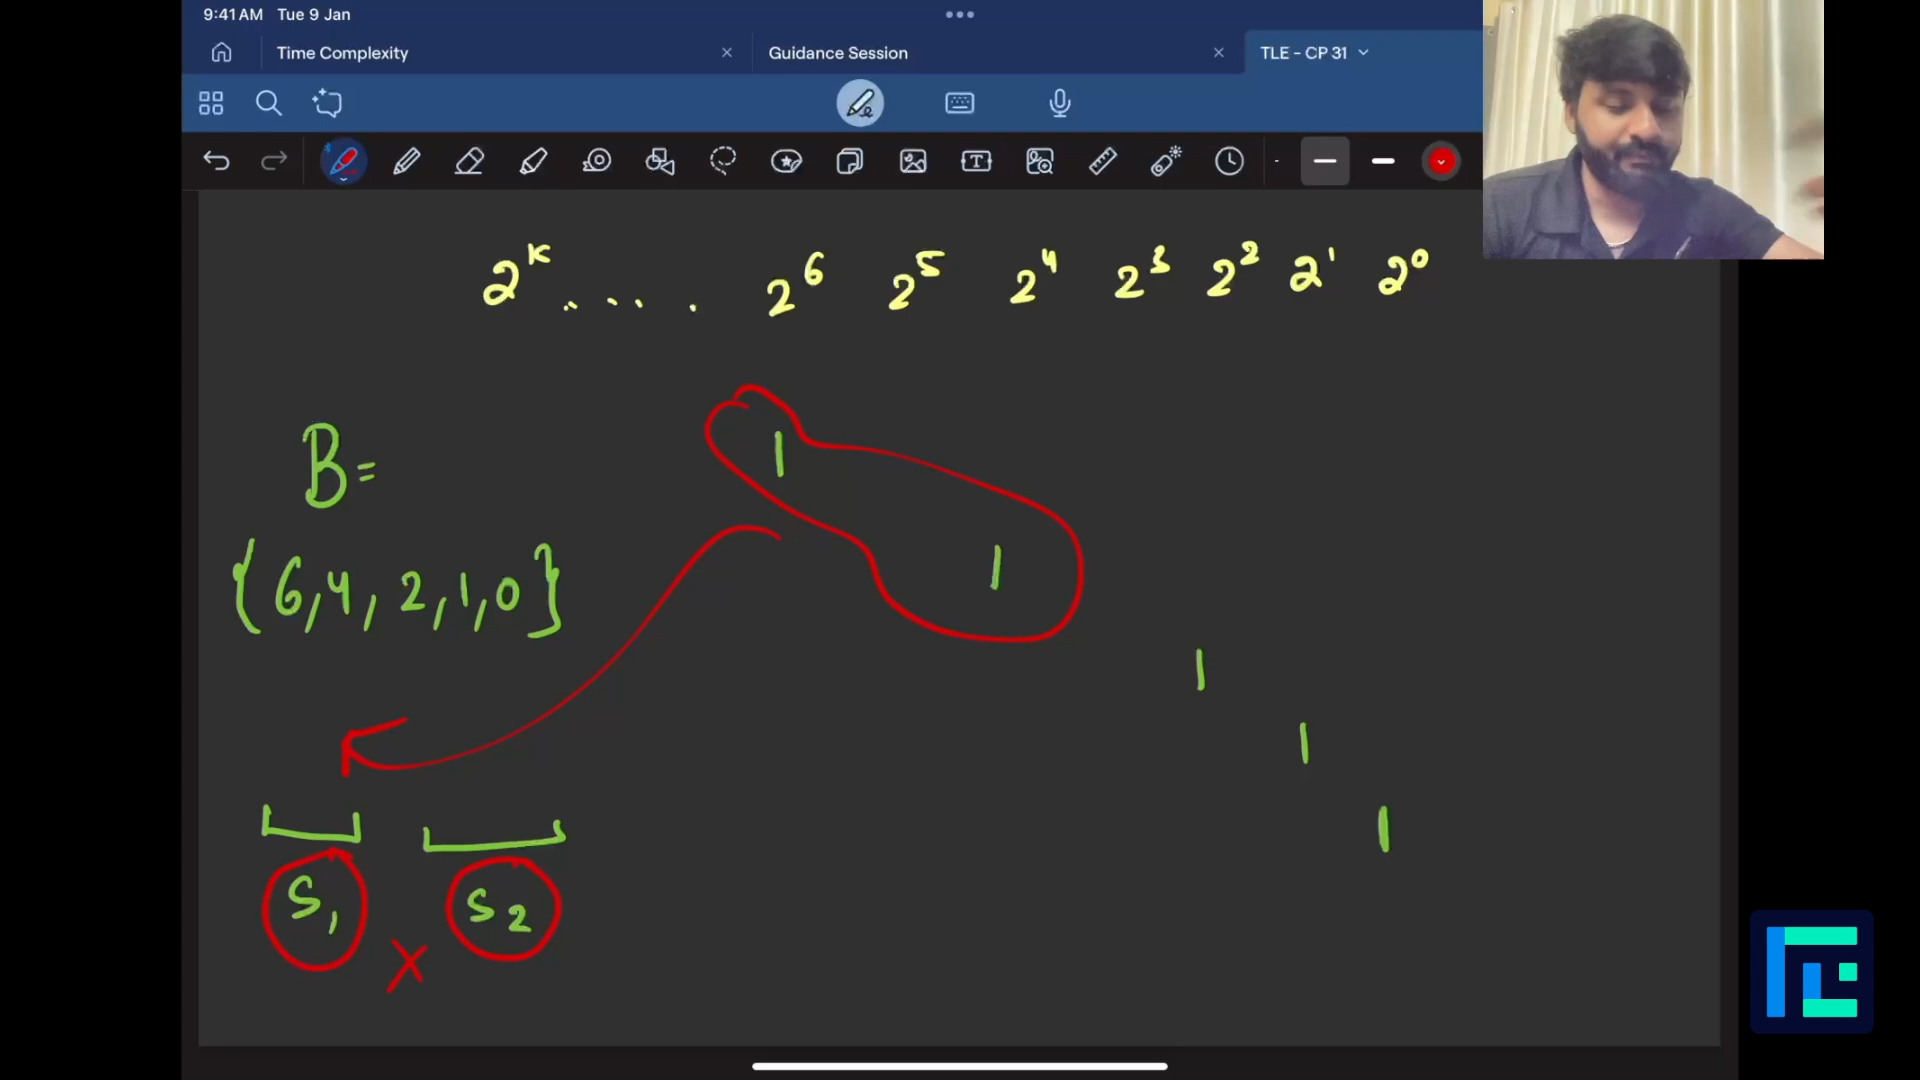 9:41 AM Tue 9 Jan
Time Complexity
Guidance Session
TLE - CP 31
2^k ..... 2^6 2^5 2^4 2^3 2^2 2^1 2^0
B =
1
{6, 4, 2, 1, 0}
1
1
1
1
S₁ × S₂